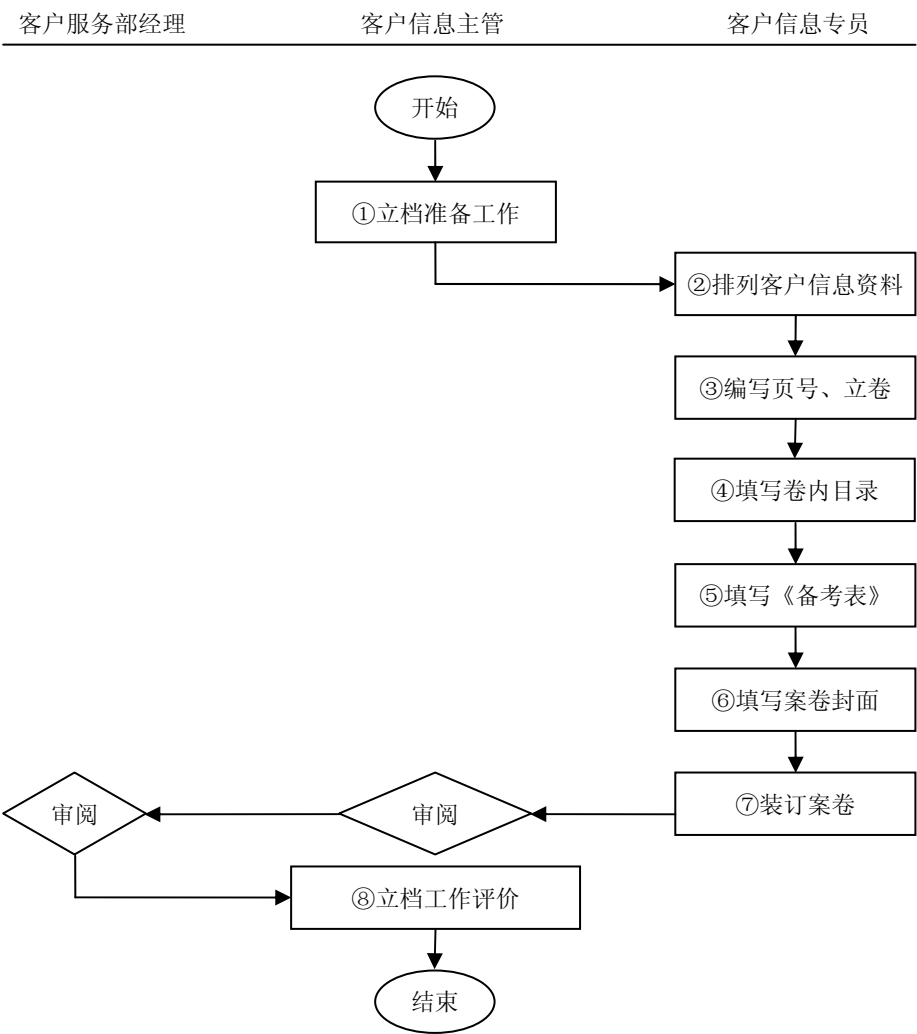 客户服务部经理 客户信息主管 客户信息专员
开始
①立档准备工作
②排列客户信息资料
③编写页号、立卷
④填写卷内目录
⑤填写《备考表》
⑥填写案卷封面
审阅 审阅 ⑦装订案卷
⑧立档工作评价
结束